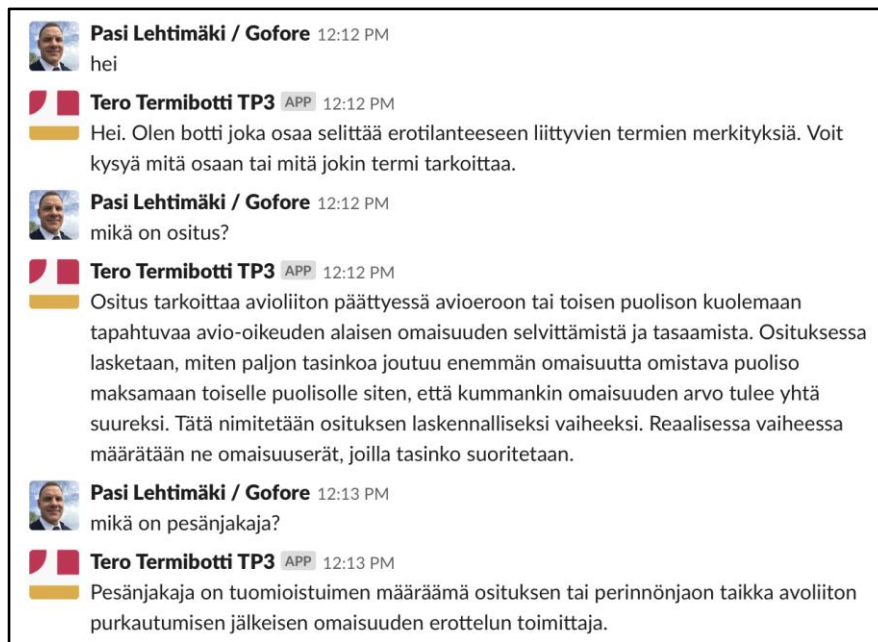 Pasi Lehtimäki / Gofore 12:12 PM
hei
Tero Termibotti TP3 APP 12:12 PM
Hei. Olen botti joka osaa selittää erotilanteeseen liittyvien termien merkityksiä. Voit
kysyä mitä osaan tai mitä jokin termi tarkoittaa.
Pasi Lehtimäki / Gofore 12:12 PM
mikä on ositus?
Tero Termibotti TP3 APP 12:12 PM
Ositus tarkoittaa avioliiton päättyessä avioeroon tai toisen puolison kuolemaan
tapahtuvaa avio-oikeuden alaisen omaisuuden selvittämistä ja tasaamista. Osituksessa
lasketaan, miten paljon tasinkoa joutuu enemmän omaisuutta omistava puoliso
maksamaan toiselle puolisolle siten, että kummankin omaisuuden arvo tulee yhtä
suureksi. Tätä nimitetään osituksen laskennalliseksi vaiheeksi. Reaalisessa vaiheessa
määrätään ne omaisuuserät, joilla tasinko suoritetaan.
Pasi Lehtimäki / Gofore 12:13 PM
mikä on pesänjakaja?
Tero Termibotti TP3 APP 12:13 PM
Pesänjakaja on tuomioistuimen määräämä osituksen tai perinnönjaon taikka avoliiton
purkautumisen jälkeisen omaisuuden erottelun toimittaja.